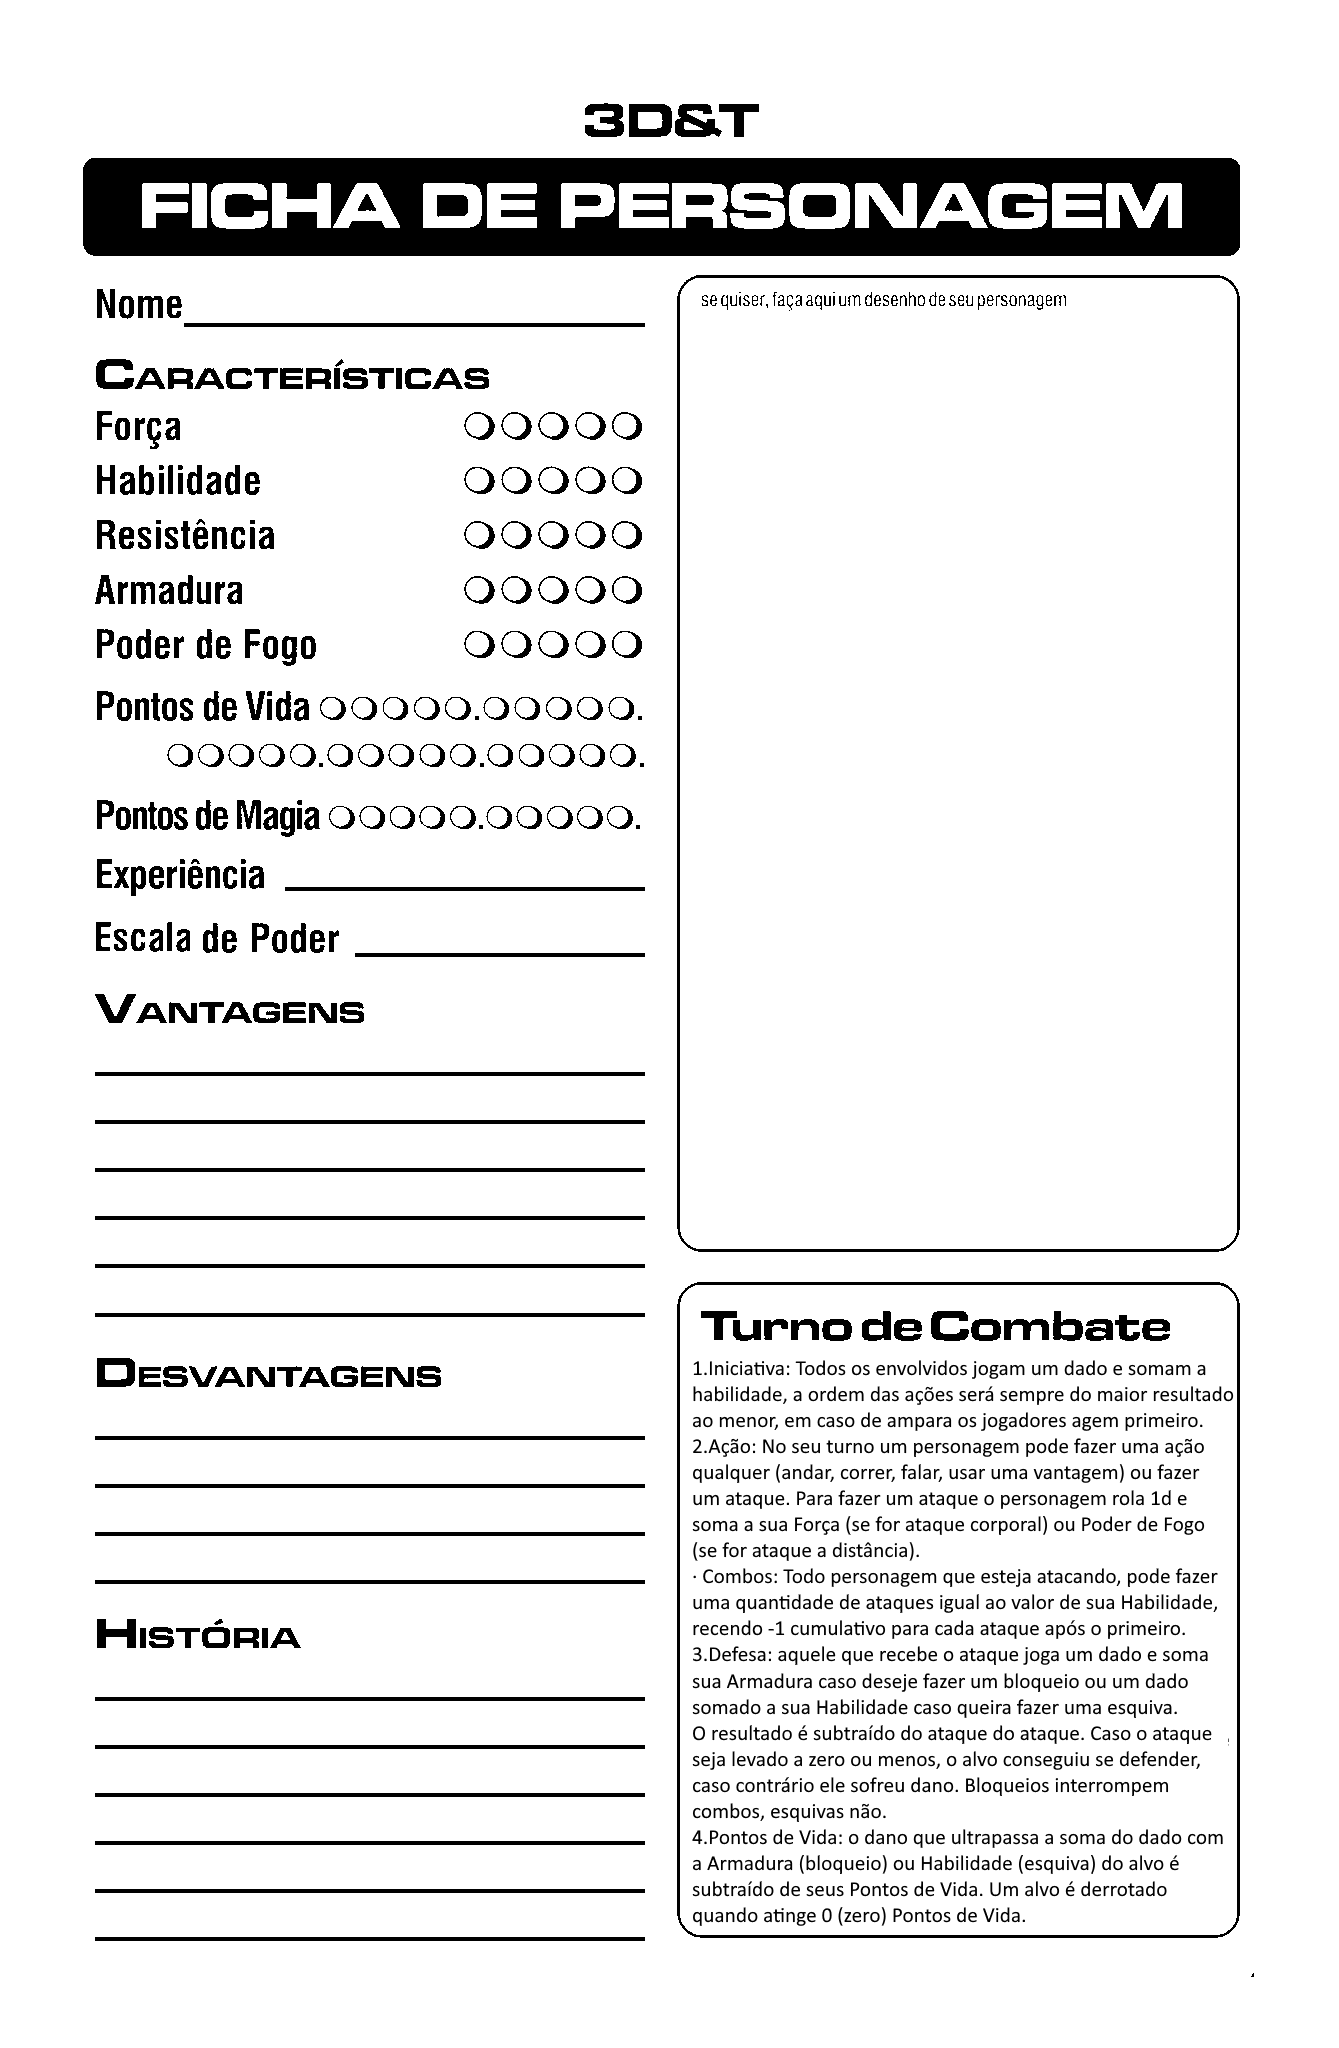 3D&T
FICHA DE PERSONAGEM
Nome
CARACTERÍSTICAS
Força
Habilidade
Resistência
Armadura
Poder de Fogo
Pontos de Vida
Pontos de Magia
Experiência
Escala de Poder
VANTAGENS
DESVANTAGENS
HISTÓRIA
se quiser, faça aqui um desenho de seu personagem
Turno de Combate
1.Iniciativa: Todos os envolvidos jogam um dado e somam a
habilidade, a ordem das ações será sempre do maior resultado
ao menor, em caso de ampara os jogadores agem primeiro.
2.Ação: No seu turno um personagem pode fazer uma ação
qualquer (andar, correr, falar, usar uma vantagem) ou fazer
um ataque. Para fazer um ataque o personagem rola 1d e
soma a sua Força (se for ataque corporal) ou Poder de Fogo
(se for ataque a distância).
· Combos: Todo personagem que esteja atacando, pode fazer
uma quantidade de ataques igual ao valor de sua Habilidade,
recendo -1 cumulativo para cada ataque após o primeiro.
3.Defesa: aquele que recebe o ataque joga um dado e soma
sua Armadura caso deseje fazer um bloqueio ou um dado
somado a sua Habilidade caso queira fazer uma esquiva.
O resultado é subtraído do ataque do ataque. Caso o ataque
seja levado a zero ou menos, o alvo conseguiu se defender,
caso contrário ele sofreu dano. Bloqueios interrompem
combos, esquivas não.
4.Pontos de Vida: o dano que ultrapassa a soma do dado com
a Armadura (bloqueio) ou Habilidade (esquiva) do alvo é
subtraído de seus Pontos de Vida. Um alvo é derrotado
quando atinge 0 (zero) Pontos de Vida.